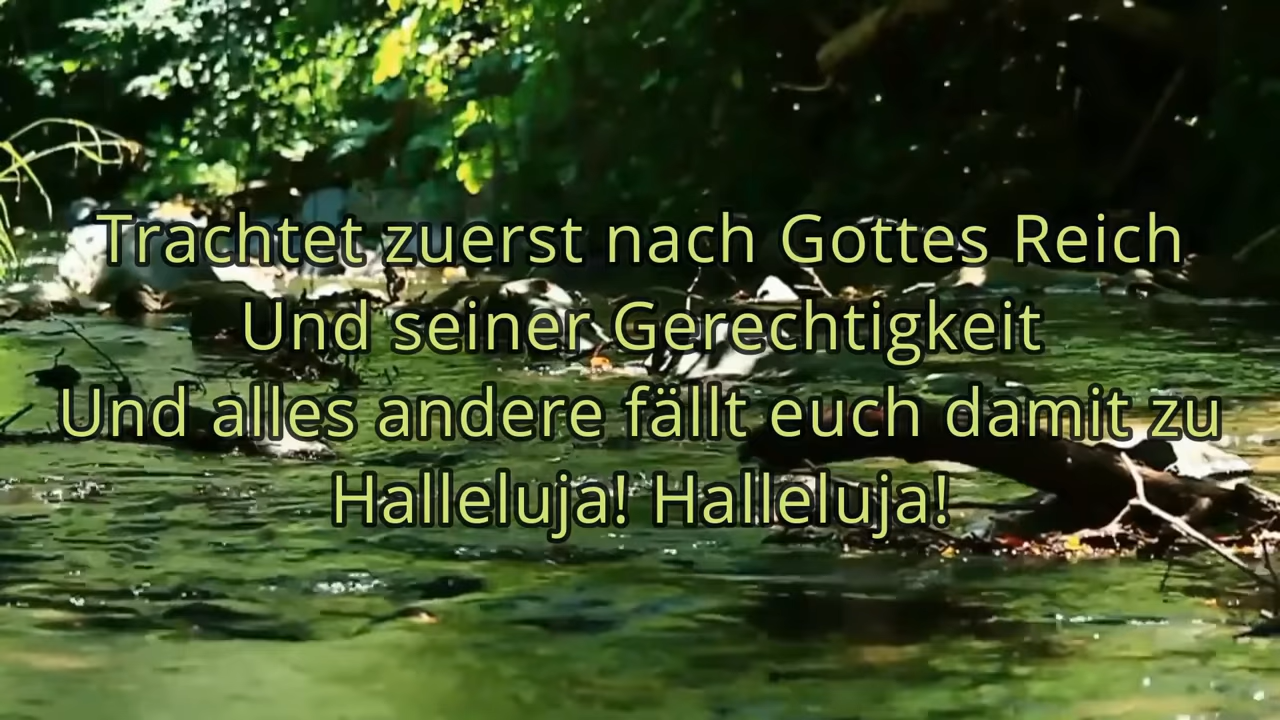 Trachtet zuerst nach Gottes Reich
Und seiner Gerechtigkeit
Und alles andere fällt euch damit zu
Halleluja! Halleluja!